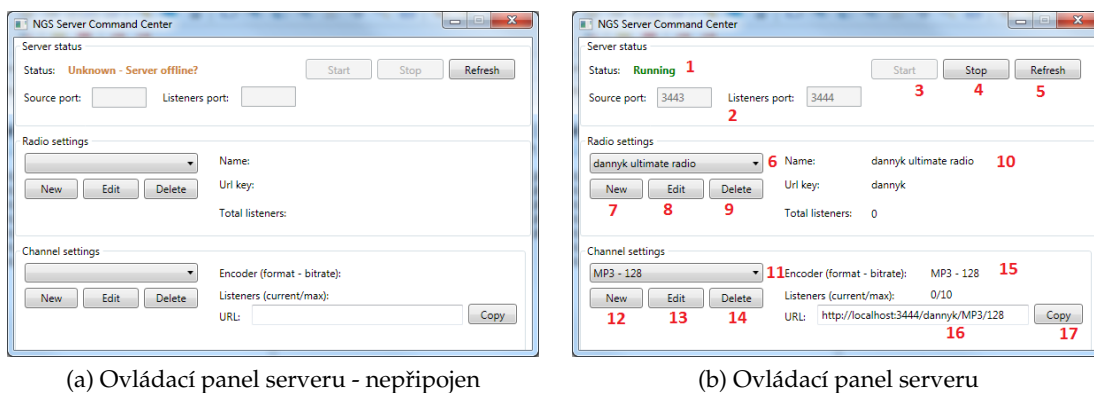 NGS Server Command Center
Server status
Status: Unknown - Server offline? Start Stop Refresh
Source port: Listeners port:
Radio settings
Name:
New Edit Delete Url key:
Total listeners:
Channel settings
Encoder (format - bitrate):
New Edit Delete Listeners (current/max):
URL: Copy
(a) Ovládací panel serveru - nepřipojen
NGS Server Command Center
Server status
Status: Running 1 Start Stop Refresh
3 4 5
Source port: 3443 Listeners port: 3444
2
Radio settings
dannyk ultimate radio 6 Name: dannyk ultimate radio 10
New Edit Delete Url key: dannyk
7 8 9 Total listeners: 0
Channel settings
MP3 - 128 11 Encoder (format - bitrate): MP3 - 128 15
New Edit Delete Listeners (current/max): 0/10
12 13 14 URL: http://localhost:3444/dannyk/MP3/128 Copy
16 17
(b) Ovládací panel serveru